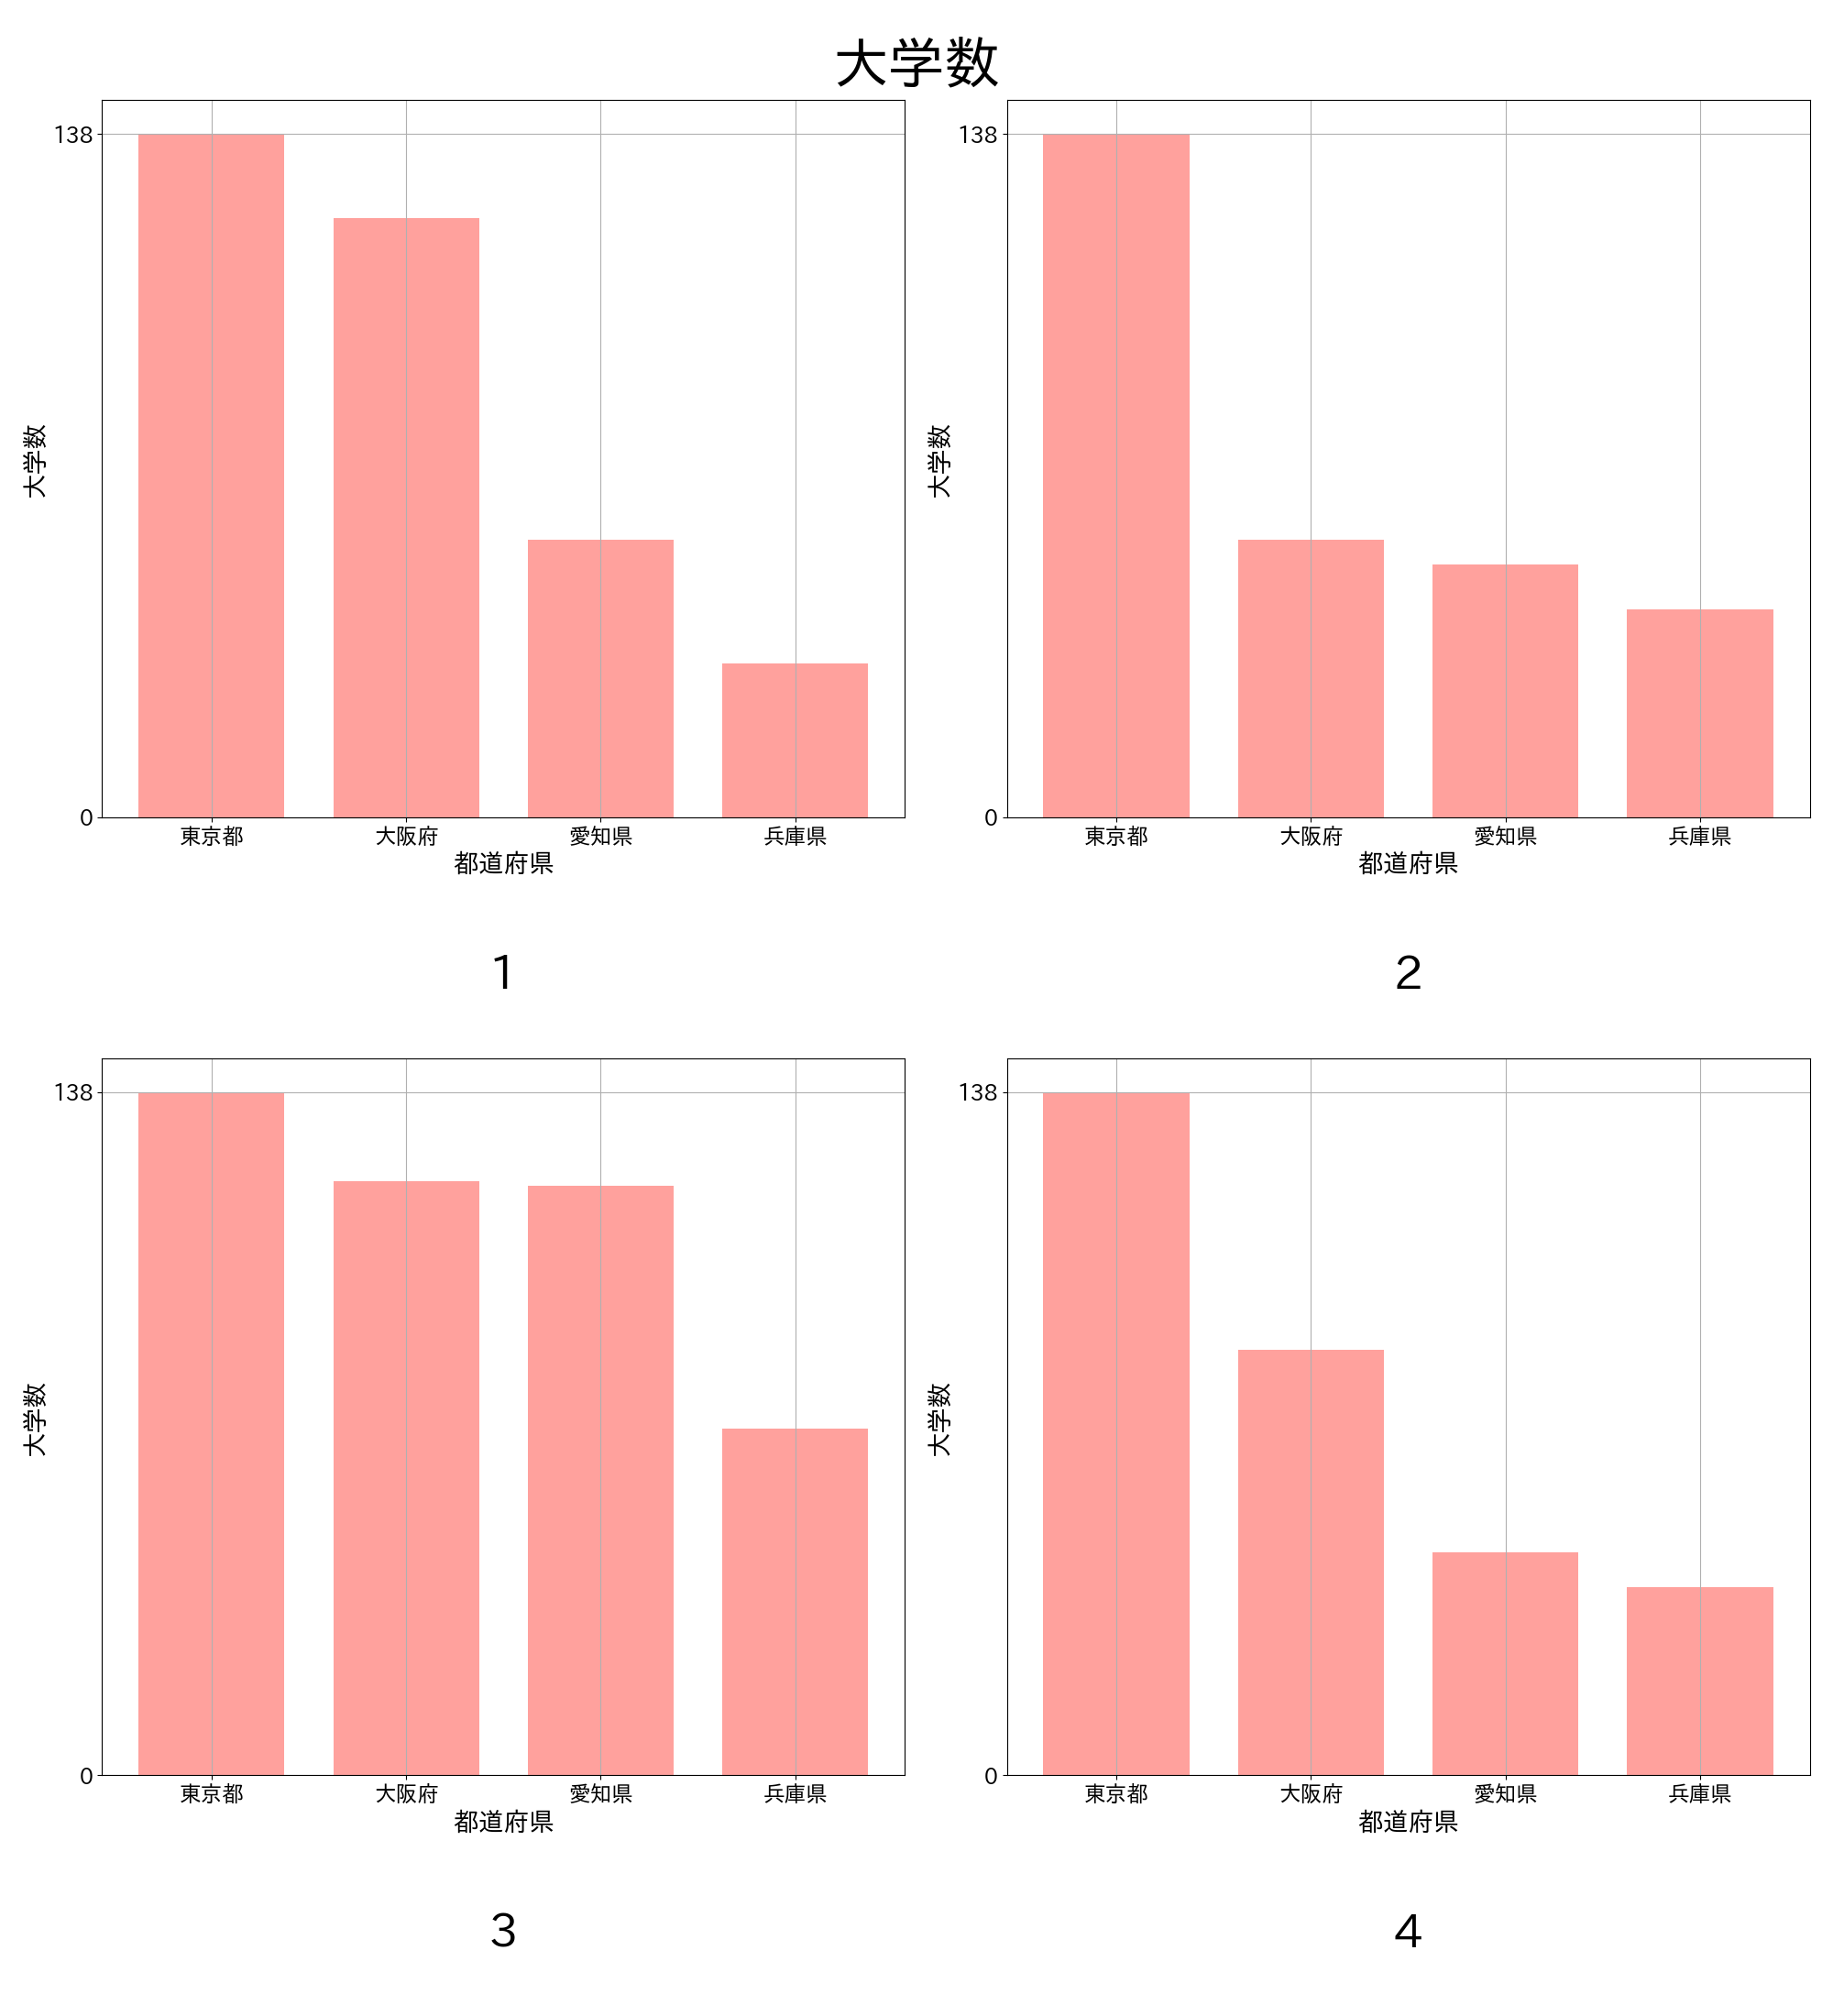 大学数
138
0
大学数
東京都 大阪府 愛知県 兵庫県
都道府県
1
138
0
大学数
東京都 大阪府 愛知県 兵庫県
都道府県
2
138
0
大学数
東京都 大阪府 愛知県 兵庫県
都道府県
3
138
0
大学数
東京都 大阪府 愛知県 兵庫県
都道府県
4